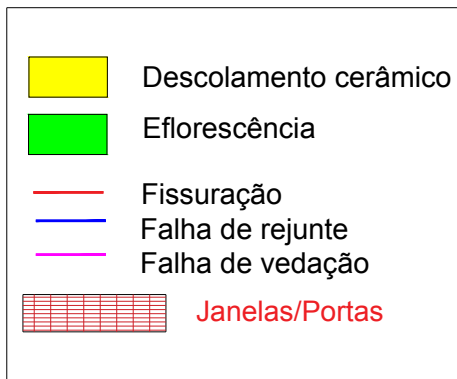 Descolamento cerâmico
Eflorescência
Fissuração
Falha de rejunte
Falha de vedação
Janelas/Portas